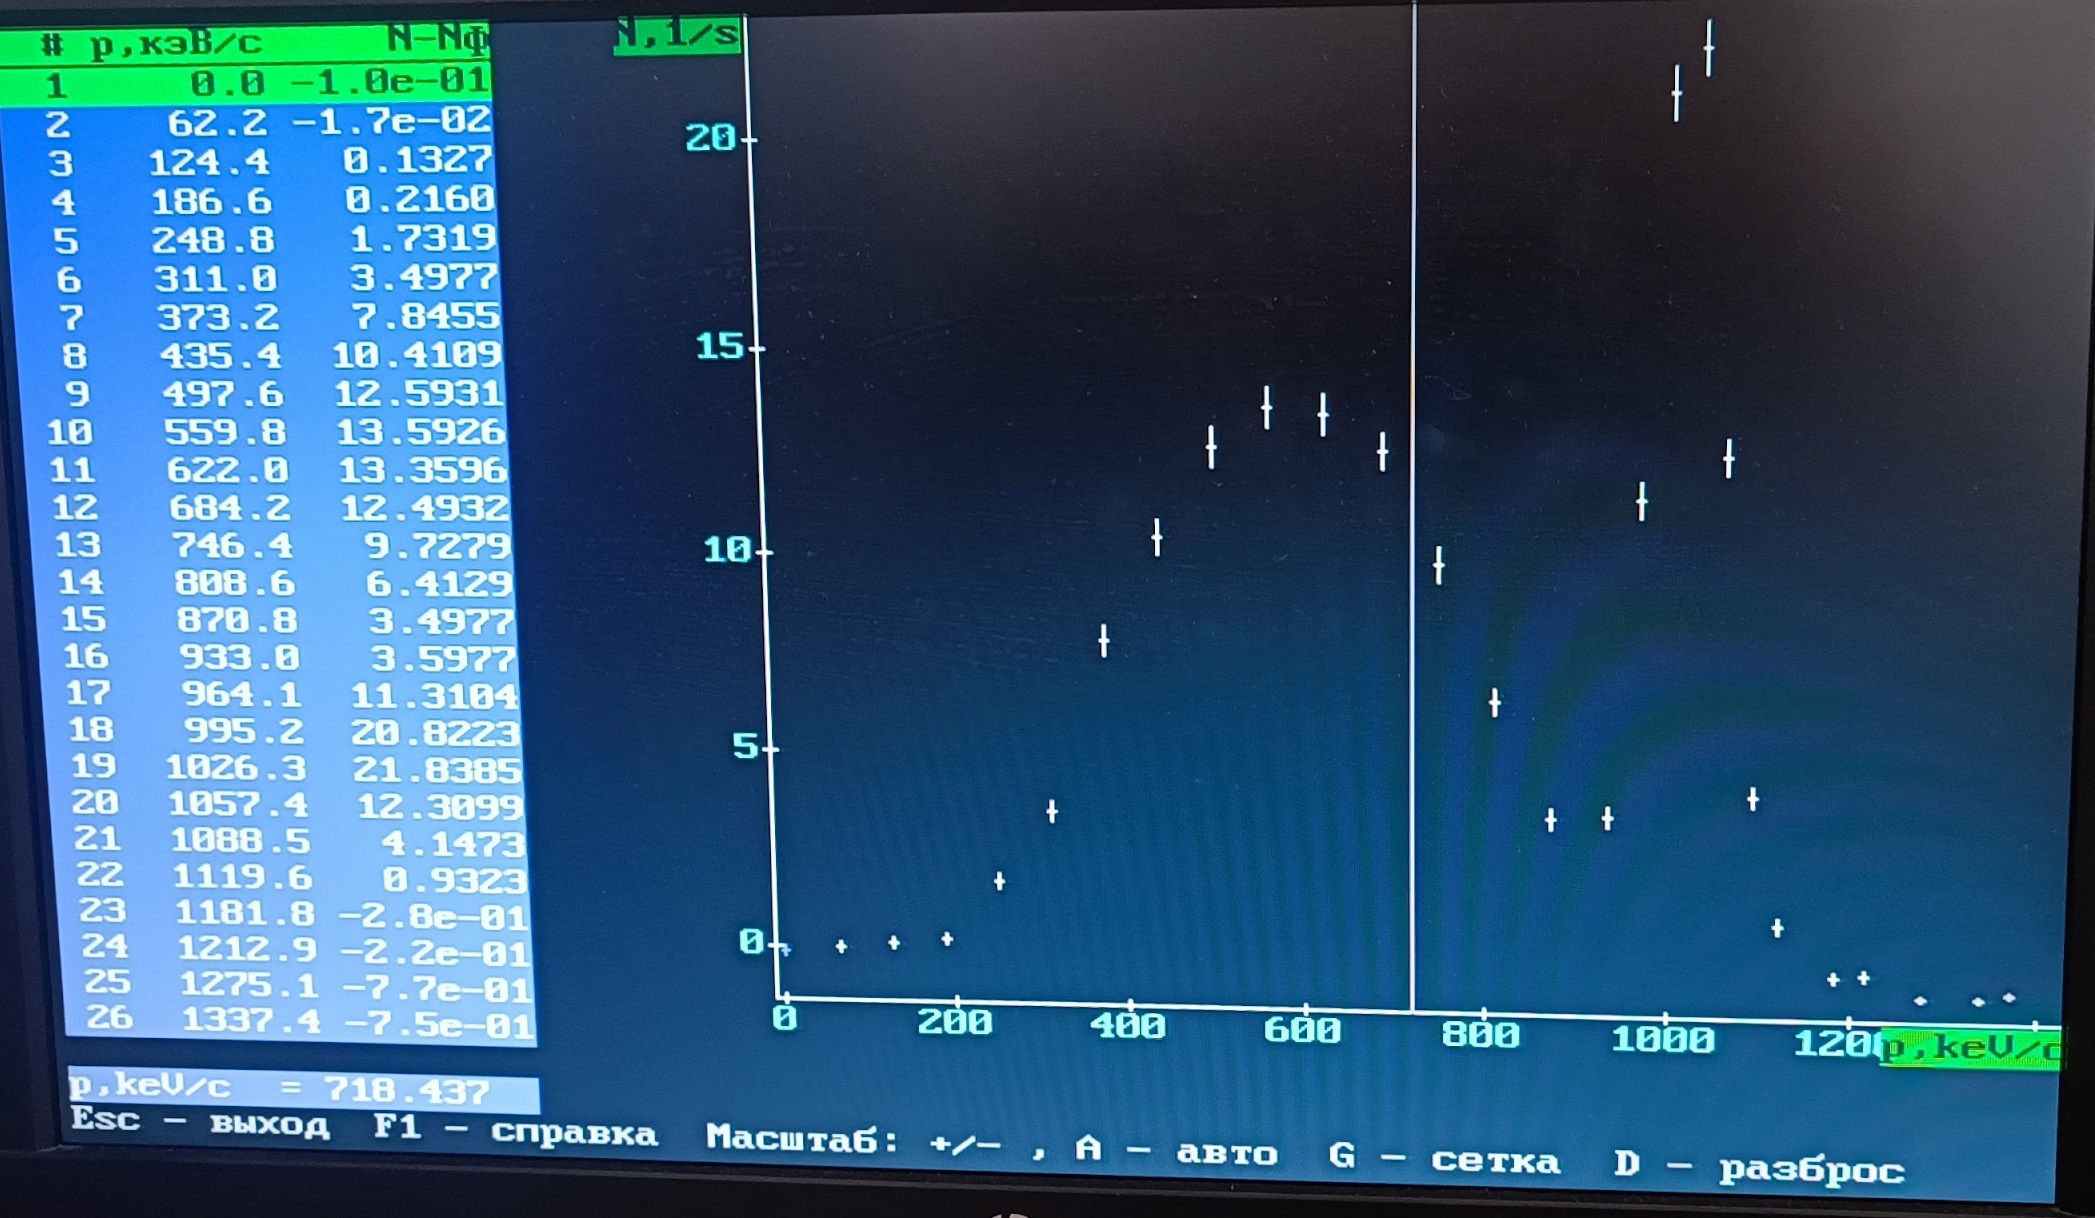 # р,кэВ/с N-Nф
1 0.0 -1.0e-01
2 62.2 -1.7e-02
3 124.4 0.1327
4 186.6 0.2160
5 248.8 1.7319
6 311.0 3.4977
7 373.2 7.8455
8 435.4 10.4109
9 497.6 12.5931
10 559.8 13.5926
11 622.0 13.3596
12 684.2 12.4932
13 746.4 9.7279
14 808.6 6.4129
15 870.8 3.4977
16 933.0 3.5977
17 964.1 11.3104
18 995.2 20.8223
19 1026.3 21.8385
20 1057.4 12.3099
21 1088.5 4.1473
22 1119.6 0.9323
23 1181.8 -2.8e-01
24 1212.9 -2.2e-01
25 1275.1 -7.7e-01
26 1337.4 -7.5e-01
p,keV/c = 718.437
N,1/s
20
15
10
5
0
0 200 400 600 800 1000 1200 p,keV/c
Esc - выход F1 - справка Масштаб: +/- , A - авто G - сетка D - разброс